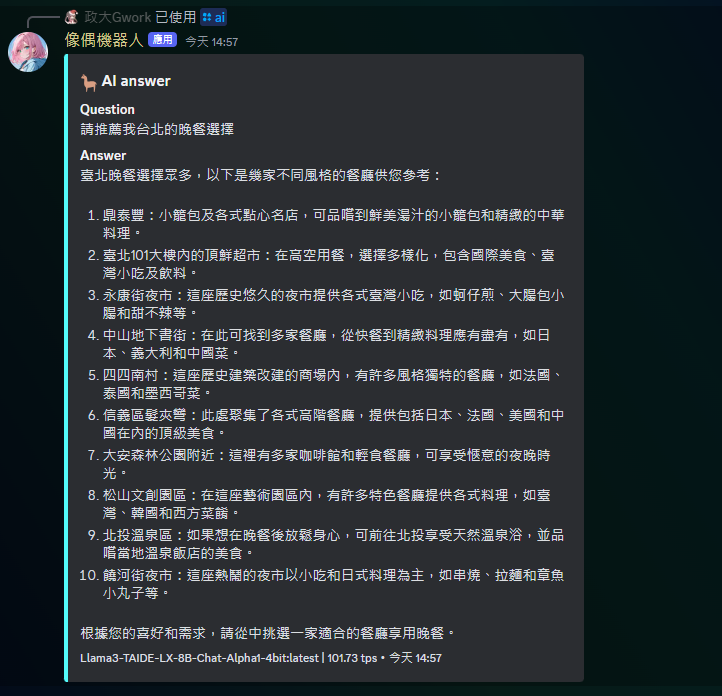 政大Gwork 已使用 ai
像偶機器人 應用 今天 14:57
AI answer
Question
請推薦我台北的晚餐選擇
Answer
臺北晚餐選擇眾多，以下是幾家不同風格的餐廳供您參考：
1. 鼎泰豐：小籠包及各式點心名店，可品嚐到鮮美湯汁的小籠包和精緻的中華
料理。
2. 臺北101大樓內的頂鮮超市：在高空用餐，選擇多樣化，包含國際美食、臺
灣小吃及飲料。
3. 永康街夜市：這座歷史悠久的夜市提供各式臺灣小吃，如蚵仔煎、大腸包小
腸和甜不辣等。
4. 中山地下書街：在此可找到多家餐廳，從快餐到精緻料理應有盡有，如日
本、義大利和中國菜。
5. 四四南村：這座歷史建築改建的商場內，有許多風格獨特的餐廳，如法國、
泰國和墨西哥菜。
6. 信義區髮夾彎：此處聚集了各式高階餐廳，提供包括日本、法國、美國和中
國在內的頂級美食。
7. 大安森林公園附近：這裡有多家咖啡館和輕食餐廳，可享受愜意的夜晚時
光。
8. 松山文創園區：在這座藝術園區內，有許多特色餐廳提供各式料理，如臺
灣、韓國和西方菜餚。
9. 北投溫泉區：如果想在晚餐後放鬆身心，可前往北投享受天然溫泉浴，並品
嚐當地溫泉飯店的美食。
10. 饒河街夜市：這座熱鬧的夜市以小吃和日式料理為主，如串燒、拉麵和章魚
小丸子等。
根據您的喜好和需求，請從中挑選一家適合的餐廳享用晚餐。
Llama3-TAIDE-LX-8B-Chat-Alpha1-4bit:latest | 101.73 tps • 今天 14:57